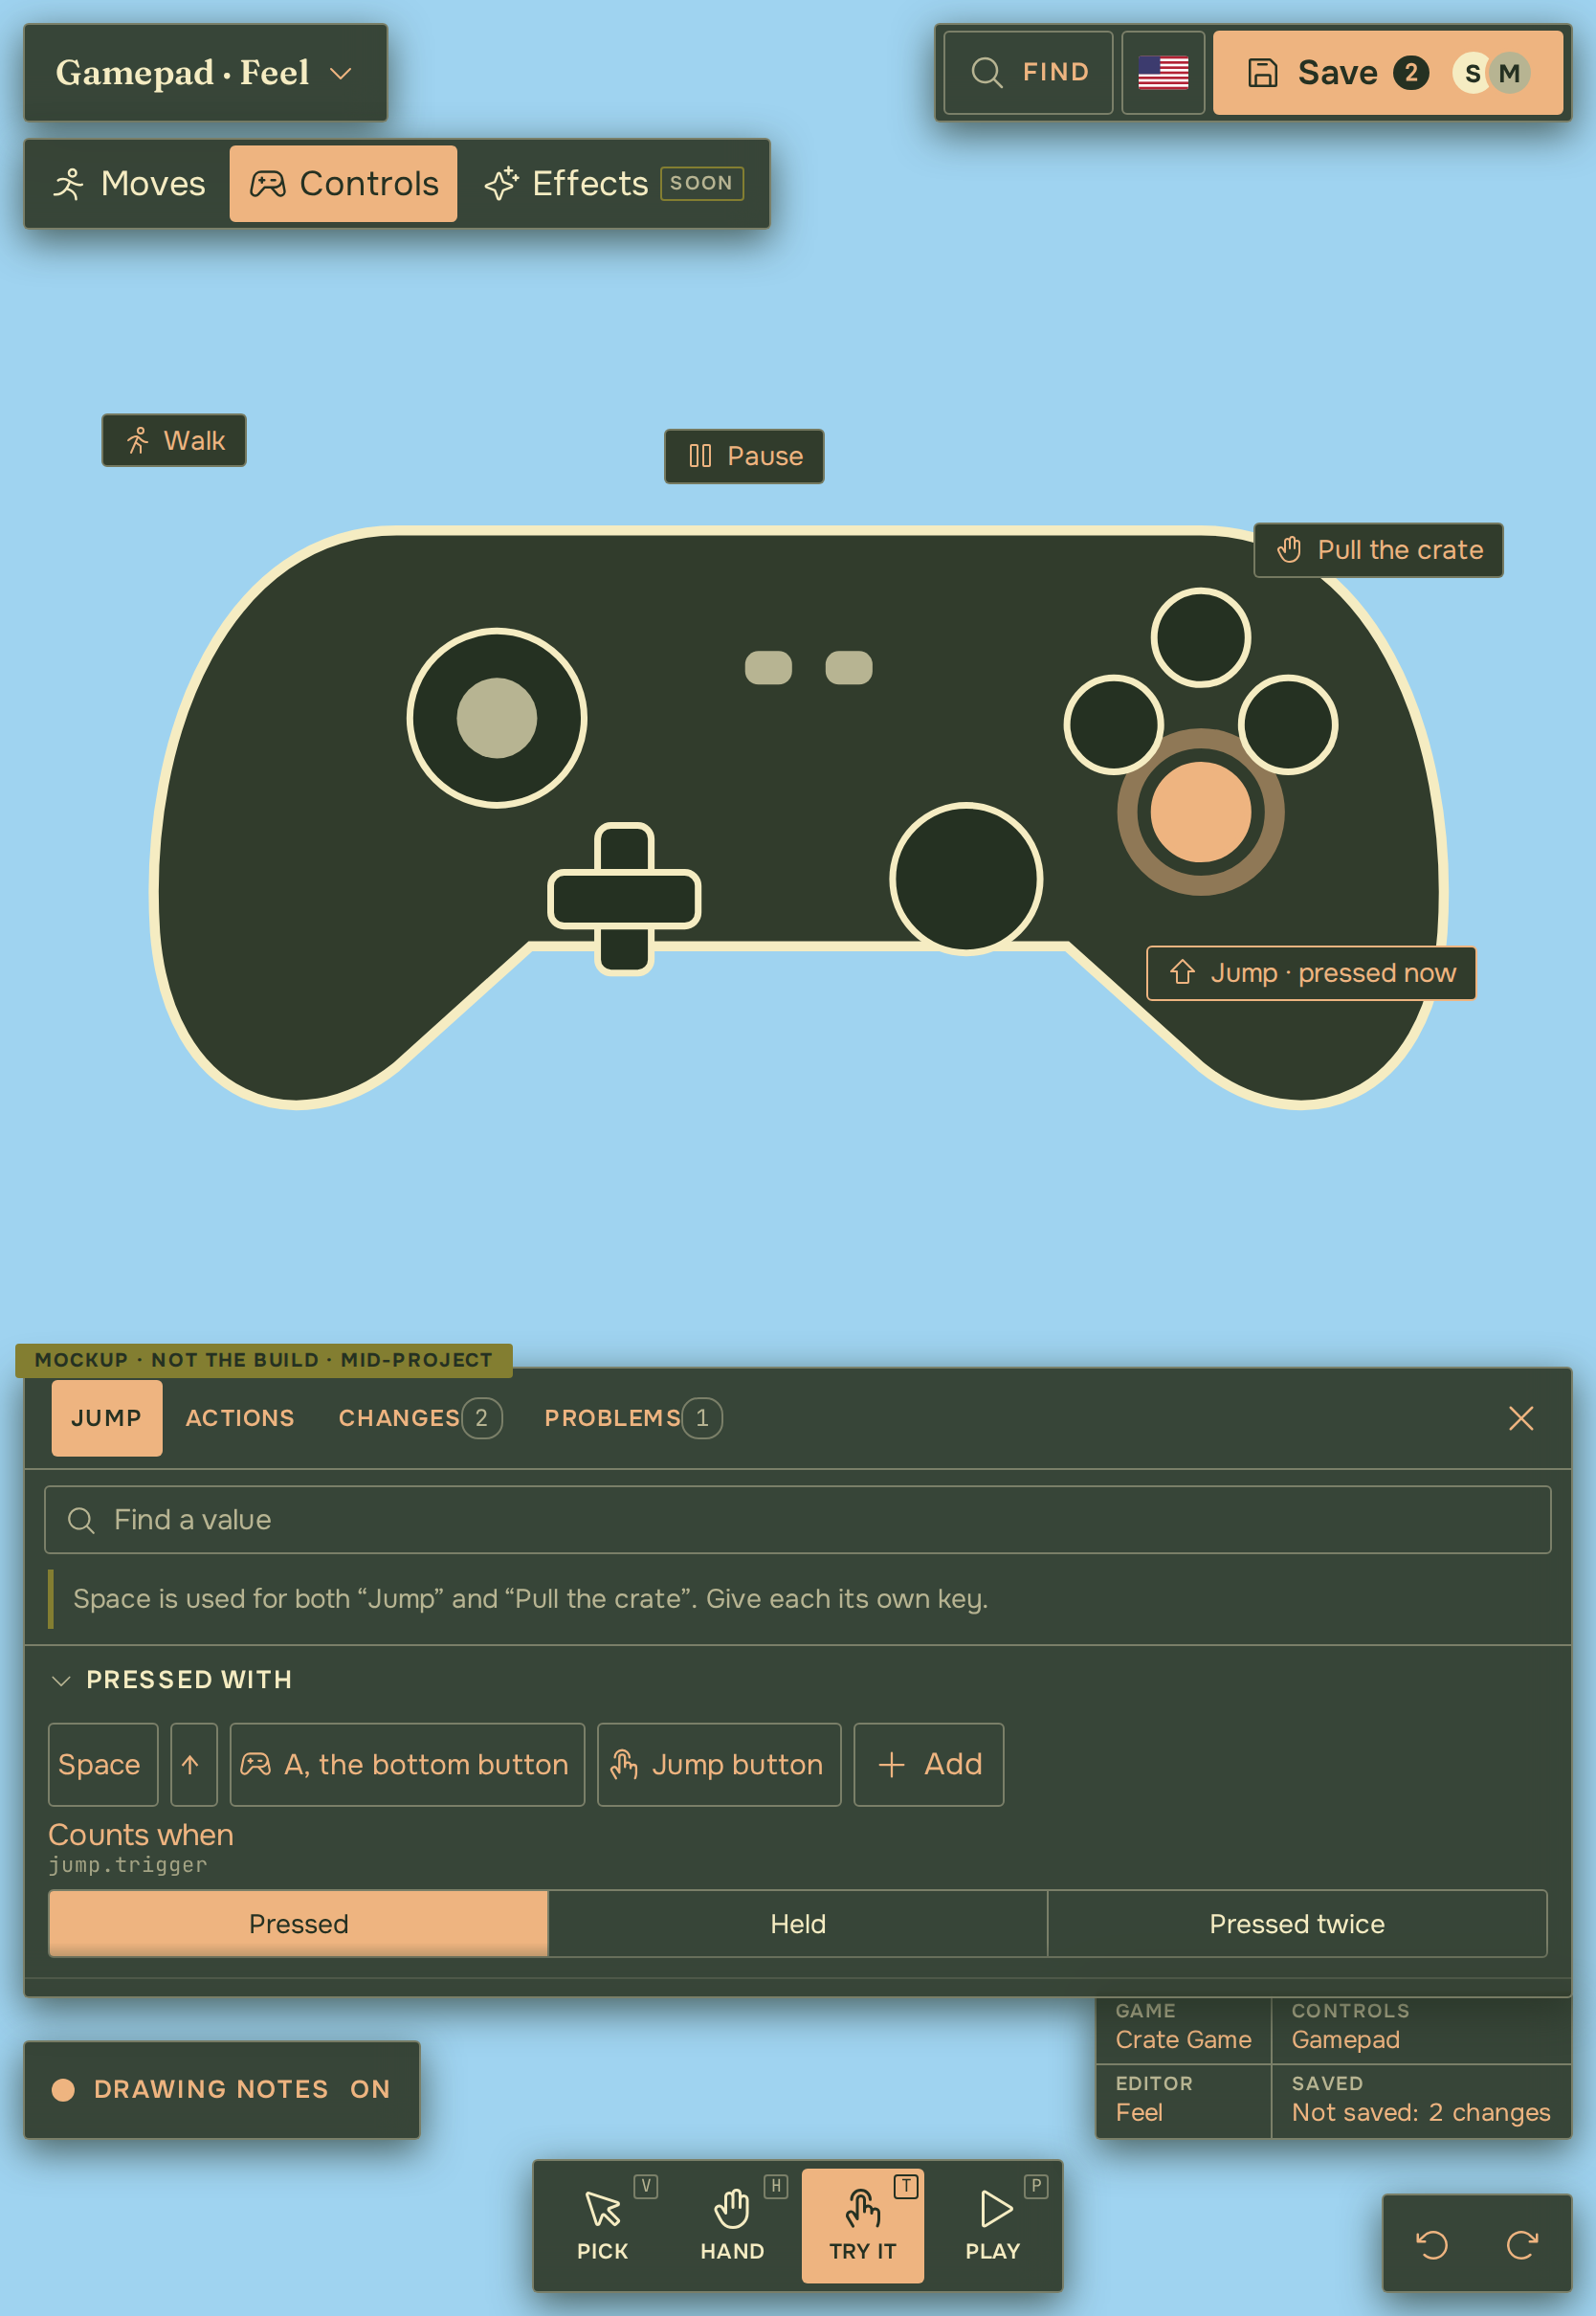 Gamepad · Feel
FIND
Save 2 S M
Moves
Controls
Effects SOON
Walk
Pause
Pull the crate
Jump · pressed now
MOCKUP · NOT THE BUILD · MID-PROJECT
JUMP
ACTIONS
CHANGES 2
PROBLEMS 1
Find a value
Space is used for both “Jump” and “Pull the crate”. Give each its own key.
PRESSED WITH
Space
A, the bottom button
Jump button
Add
Counts when
jump.trigger
Pressed
Held
Pressed twice
GAME
Crate Game
CONTROLS
Gamepad
EDITOR
Feel
SAVED
Not saved: 2 changes
DRAWING NOTES ON
V
PICK
H
HAND
T
TRY IT
P
PLAY